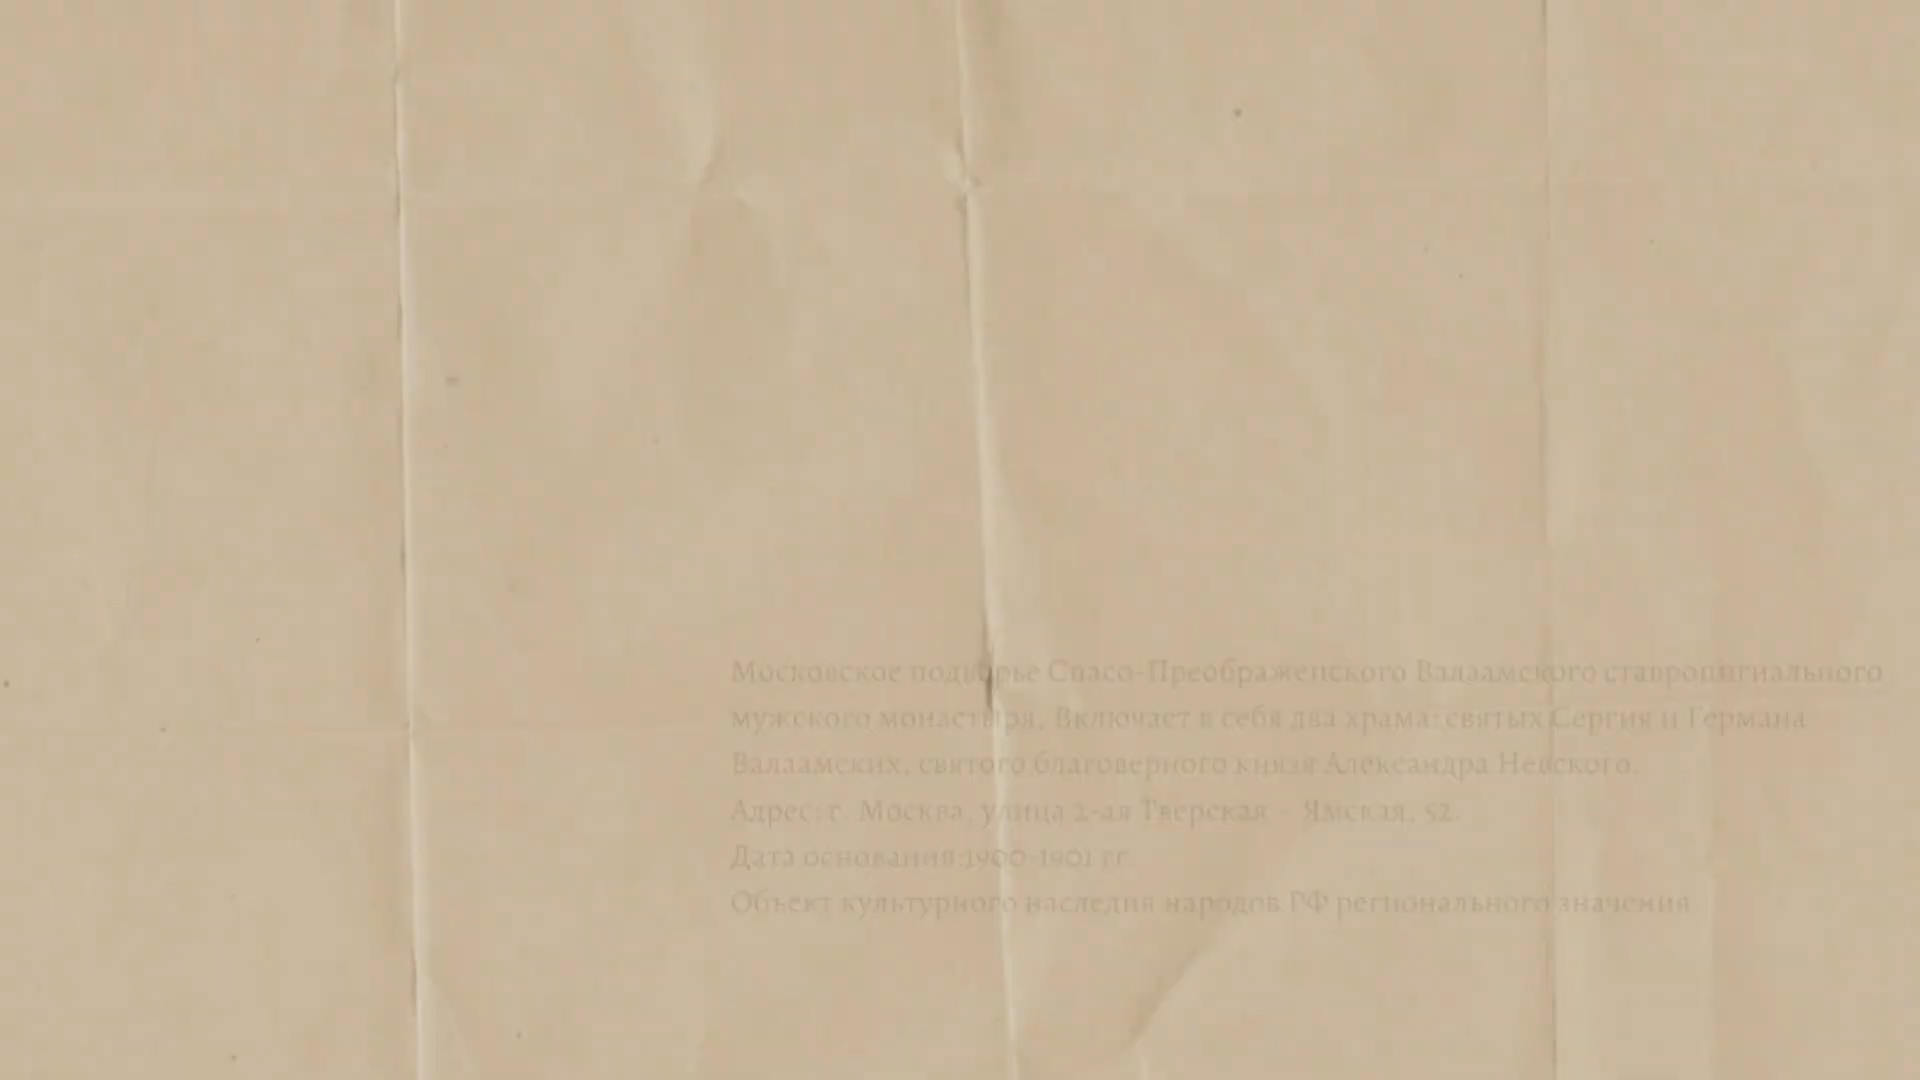 Московское подворье Спасо-Преображенского Валаамского ставропигиального
мужского монастыря. Включает в себя два храма: святых Сергия и Германа
Валаамских, святого благоверного князя Александра Невского.
Адрес: г. Москва, улица 2-ая Тверская - Ямская, 52.
Дата основания:1900-1901 гг.
Объект культурного наследия народов РФ регионального значения